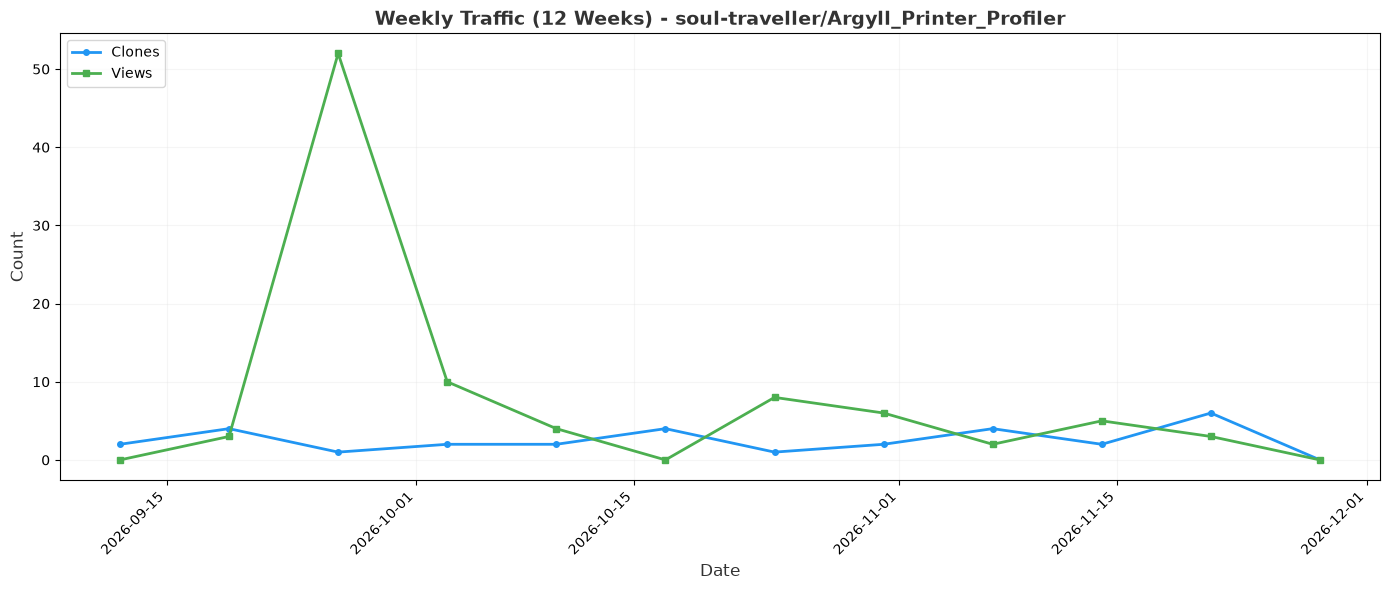 Weekly Traffic (12 Weeks) - soul-traveller/Argyll_Printer_Profiler
Clones
Views
50
40
30
20
10
0
Count
2026-09-15
2026-10-01
2026-10-15
2026-11-01
2026-11-15
2026-12-01
Date